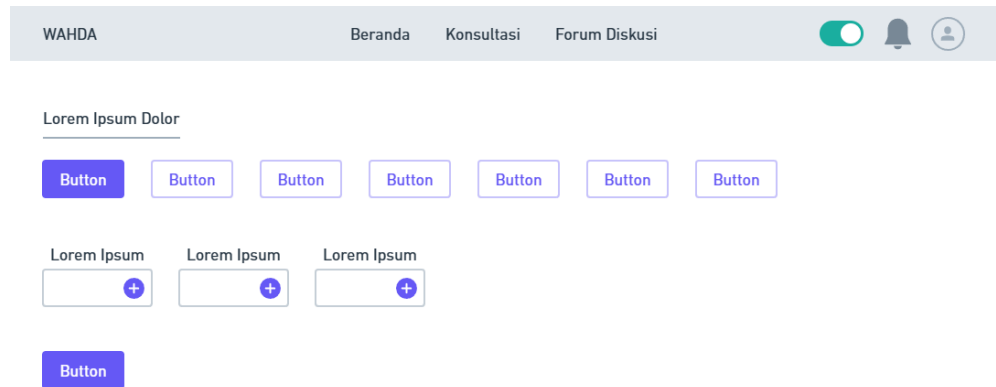 WAHDA Beranda Konsultasi Forum Diskusi
Lorem Ipsum Dolor
Button Button Button Button Button Button Button
Lorem Ipsum Lorem Ipsum Lorem Ipsum
Button